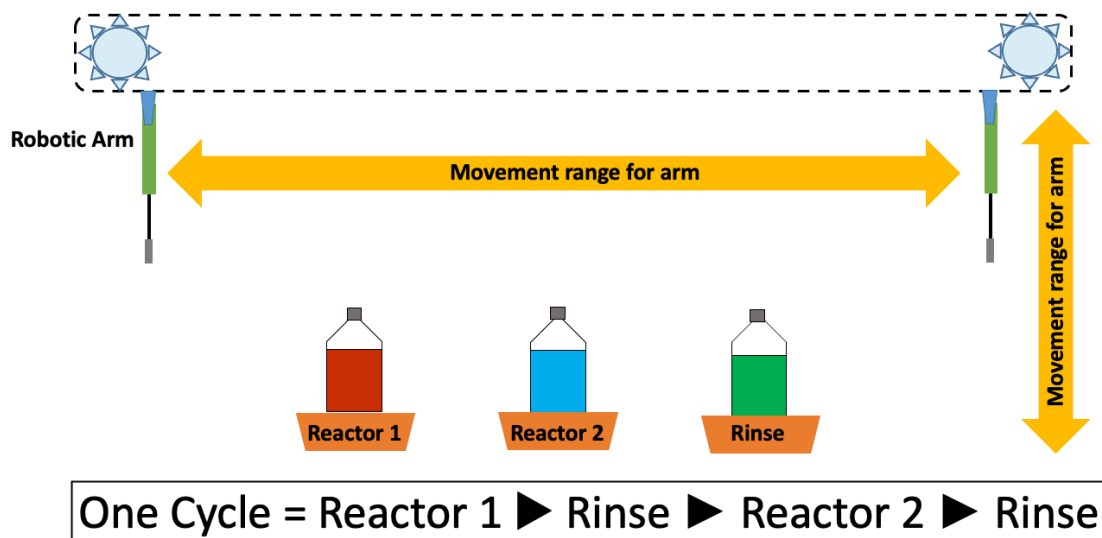 Robotic Arm
Movement range for arm
Movement range for arm
Reactor 1
Reactor 2
Rinse
One Cycle = Reactor 1 ▶ Rinse ▶ Reactor 2 ▶ Rinse